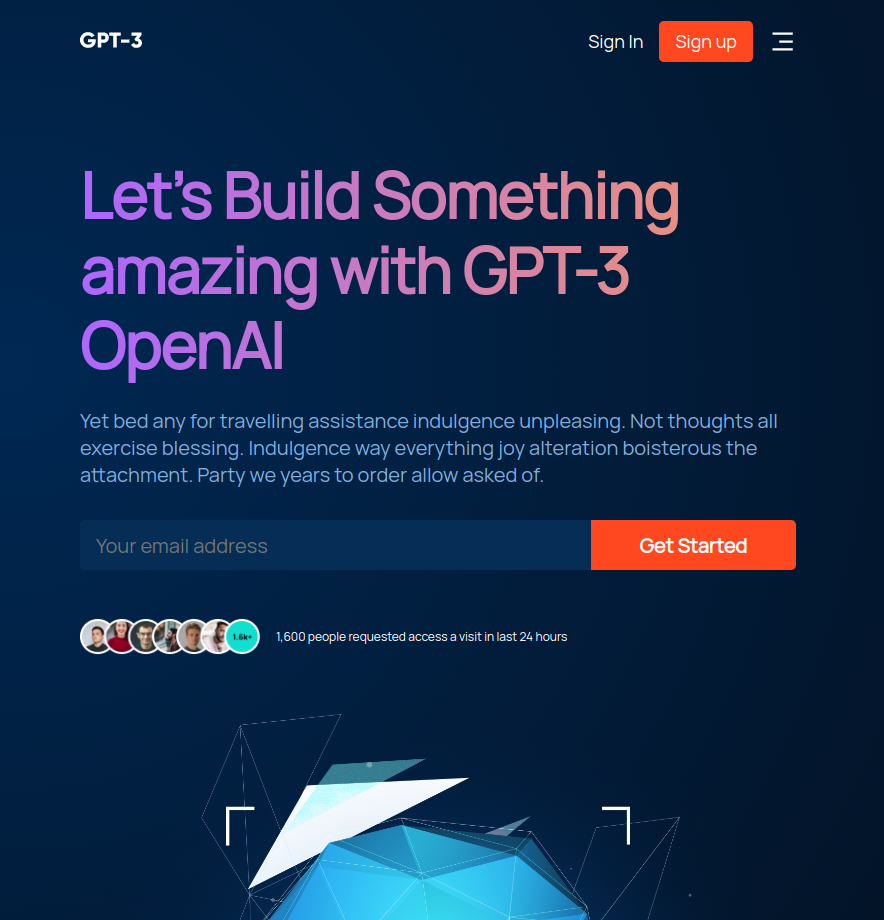 GPT-3
Sign In
Sign up
Let's Build Something
amazing with GPT-3
OpenAI
Yet bed any for travelling assistance indulgence unpleasing. Not thoughts all
exercise blessing. Indulgence way everything joy alteration boisterous the
attachment. Party we years to order allow asked of.
Your email address
Get Started
1.6k+
1,600 people requested access a visit in last 24 hours